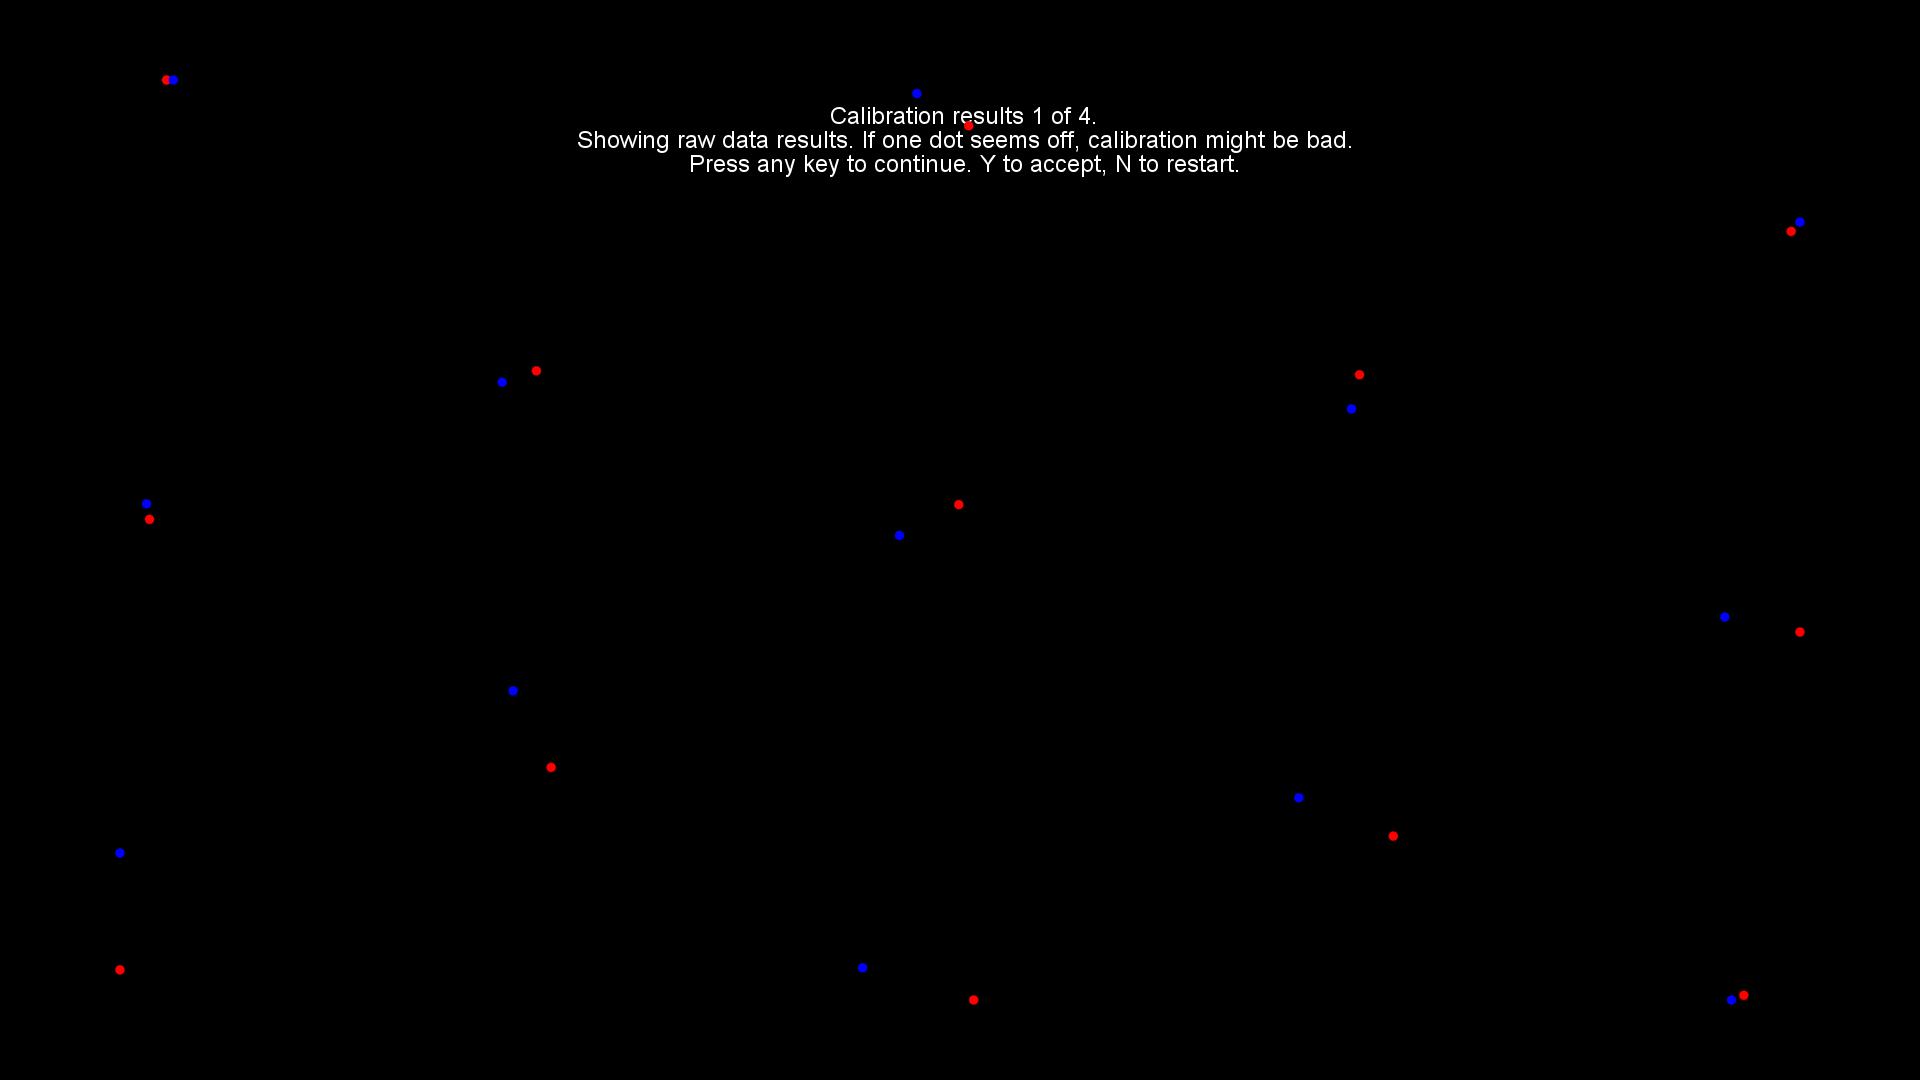 Calibration results 1 of 4.
Showing raw data results. If one dot seems off, calibration might be bad.
Press any key to continue. Y to accept, N to restart.